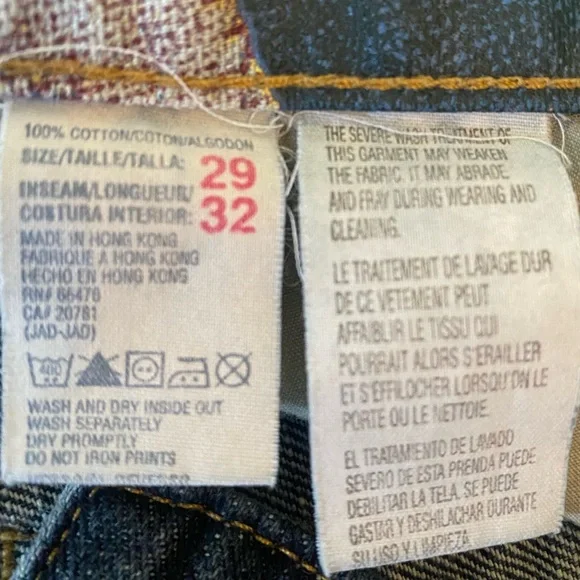 100% COTTON/COTON/ALGODON
SIZE/TAILLE/TALLA: 29
INSEAM/LONGUEUR/
COSTURA INTERIOR: 32
MADE IN HONG KONG
FABRIQUE A HONG KONG
HECHO EN HONG KONG
RN# 66476
CA# 20781
(JAD-JAO)
WASH AND DRY INSIDE OUT
WASH SEPARATELY
DRY PROMPTLY
DO NOT IRON PRINTS
THE SEVERE WASH TREATMENT OF
THIS GARMENT MAY WEAKEN
THE FABRIC. IT MAY ABRADE
AND FRAY DURING WEARING AND
CLEANING.
LE TRAITEMENT DE LAVAGE DUR
DE CE VETEMENT PEUT
AFFAIBLIR LE TISSU QUI
POURRAIT ALORS S'ERAILLER
ET S'EFFILOCHER LORSQU'ON LE
PORTE OU LE NETTOIE.
EL TRATAMIENTO DE LAVADO
SEVERO DE ESTA PRENDA PUEDE
DEBILITAR LA TELA. SE PUEDE
GASTAR Y DESHILACHAR DURANTE
SU USO Y LIMPIEZA.